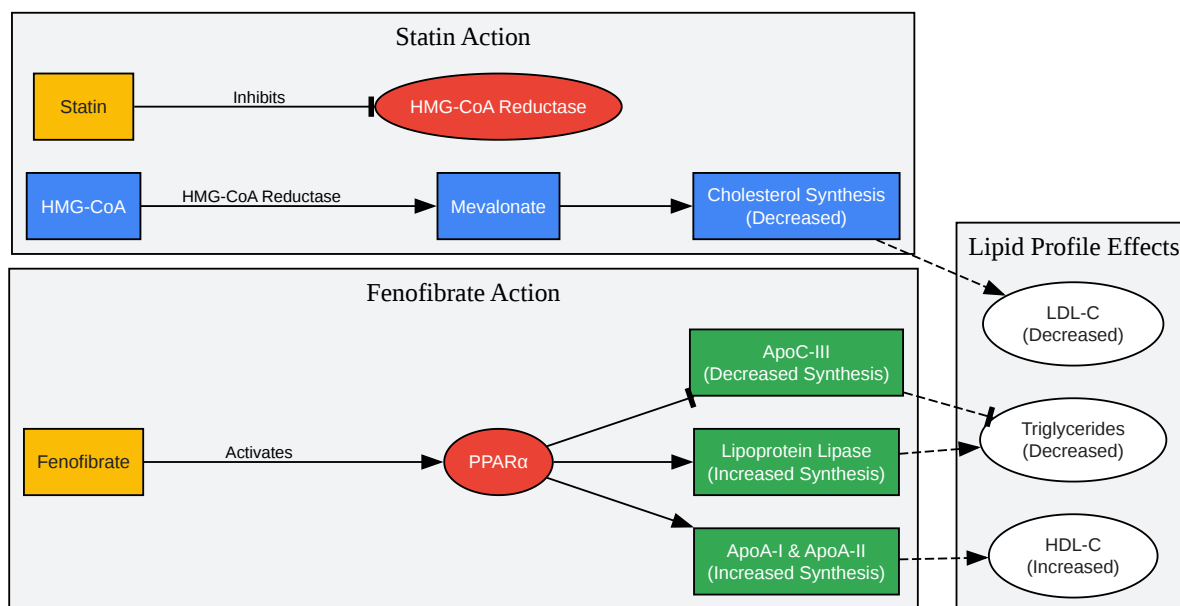 Statin Action
Statin
Inhibits
HMG-CoA Reductase
HMG-CoA
HMG-CoA Reductase
Mevalonate
Cholesterol Synthesis
(Decreased)
Fenofibrate Action
Fenofibrate
Activates
PPARα
ApoC-III
(Decreased Synthesis)
Lipoprotein Lipase
(Increased Synthesis)
ApoA-I & ApoA-II
(Increased Synthesis)
Lipid Profile Effects
LDL-C
(Decreased)
Triglycerides
(Decreased)
HDL-C
(Increased)